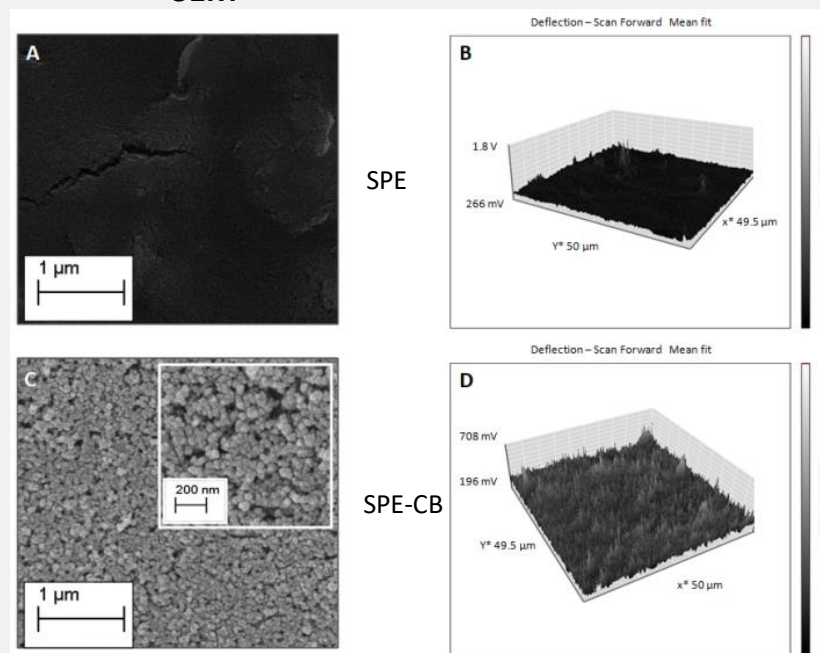 Deflection – Scan Forward Mean fit
A
B
1.8 V
SPE
266 mV
x* 49.5 µm
1 µm
Y* 50 µm
Deflection – Scan Forward Mean fit
C
D
708 mV
196 mV
200 nm
SPE-CB
Y* 49.5 µm
x* 50 µm
1 µm